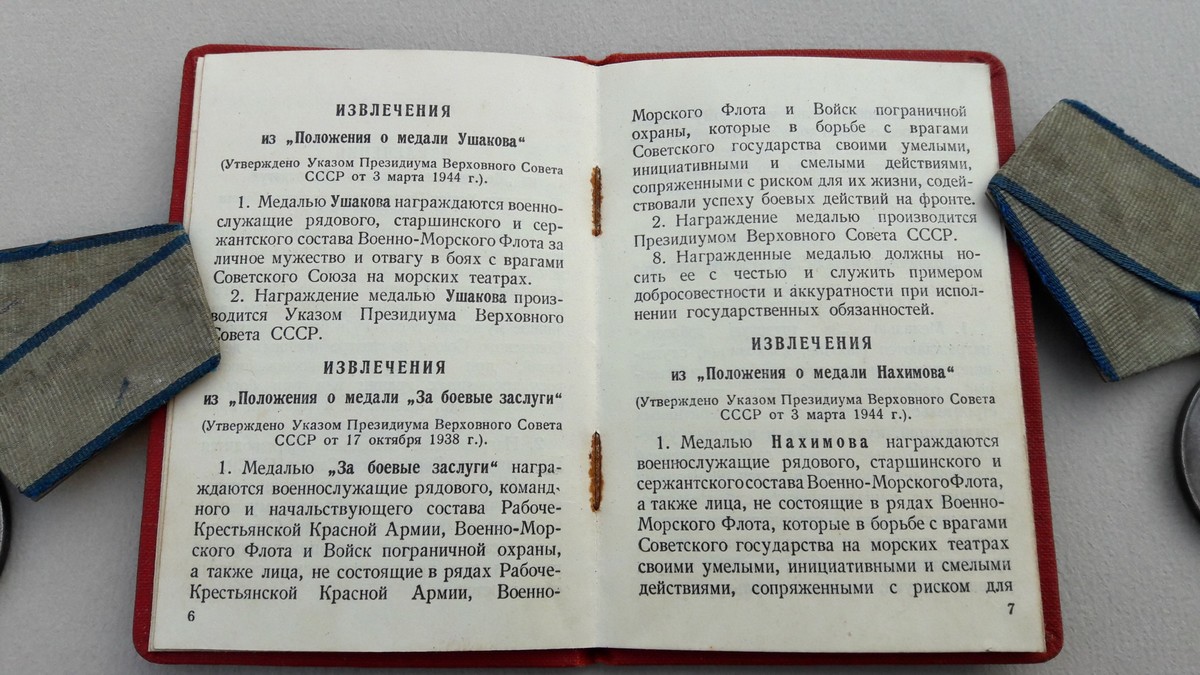 ИЗВЛЕЧЕНИЯ
из „Положения о медали Ушакова“
(Утверждено Указом Президиума Верховного Совета
СССР от 3 марта 1944 г.).
1. Медалью Ушакова награждаются военно-
служащие рядового, старшинского и сер-
жантского состава Военно-Морского Флота за
личное мужество и отвагу в боях с врагами
Советского Союза на морских театрах.
2. Награждение медалью Ушакова произ-
водится Указом Президиума Верховного
Совета СССР.
ИЗВЛЕЧЕНИЯ
из „Положения о медали „За боевые заслуги“
(Утверждено Указом Президиума Верховного Совета
СССР от 17 октября 1938 г.).
1. Медалью „За боевые заслуги“ награ-
ждаются военнослужащие рядового, команд-
ного и начальствующего состава Рабоче-
Крестьянской Красной Армии, Военно-Мор-
ского Флота и Войск пограничной охраны,
а также лица, не состоящие в рядах Рабоче-
Крестьянской Красной Армии, Военно-
6
Морского Флота и Войск пограничной
охраны, которые в борьбе с врагами
Советского государства своими умелыми,
инициативными и смелыми действиями,
сопряженными с риском для их жизни, содей-
ствовали успеху боевых действий на фронте.
2. Награждение медалью производится
Президиумом Верховного Совета СССР.
8. Награжденные медалью должны но-
сить ее с честью и служить примером
добросовестности и аккуратности при испол-
нении государственных обязанностей.
ИЗВЛЕЧЕНИЯ
из „Положения о медали Нахимова“
(Утверждено Указом Президиума Верховного Совета
СССР от 3 марта 1944 г.).
1. Медалью Нахимова награждаются
военнослужащие рядового, старшинского и
сержантского состава Военно-Морского Флота,
а также лица, не состоящие в рядах Военно-
Морского Флота, которые в борьбе с врагами
Советского государства на морских театрах
своими умелыми, инициативными и смелыми
действиями, сопряженными с риском для
7